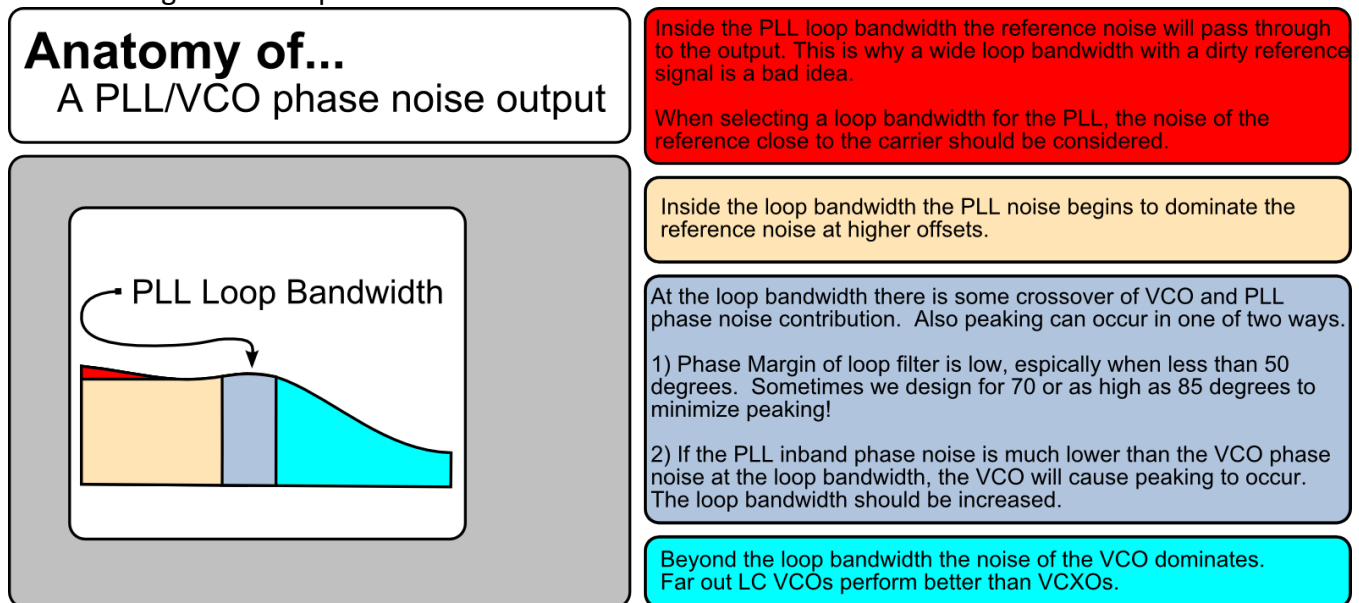 Anatomy of...
A PLL/VCO phase noise output
PLL Loop Bandwidth
Inside the PLL loop bandwidth the reference noise will pass through
to the output. This is why a wide loop bandwidth with a dirty reference
signal is a bad idea.
When selecting a loop bandwidth for the PLL, the noise of the
reference close to the carrier should be considered.
Inside the loop bandwidth the PLL noise begins to dominate the
reference noise at higher offsets.
At the loop bandwidth there is some crossover of VCO and PLL
phase noise contribution.  Also peaking can occur in one of two ways.
1) Phase Margin of loop filter is low, espically when less than 50
degrees.  Sometimes we design for 70 or as high as 85 degrees to
minimize peaking!
2) If the PLL inband phase noise is much lower than the VCO phase
noise at the loop bandwidth, the VCO will cause peaking to occur.
The loop bandwidth should be increased.
Beyond the loop bandwidth the noise of the VCO dominates.
Far out LC VCOs perform better than VCXOs.